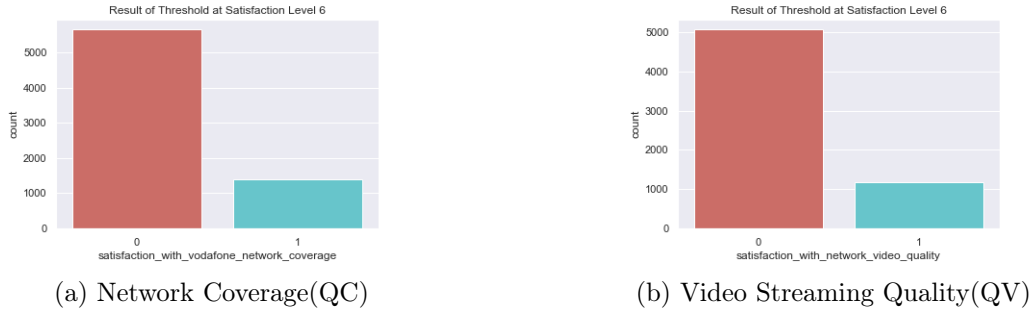 Result of Threshold at Satisfaction Level 6
5000
4000
3000
2000
1000
0
count
0 1
satisfaction_with_vodafone_network_coverage
(a) Network Coverage(QC)
Result of Threshold at Satisfaction Level 6
5000
4000
3000
2000
1000
0
count
0 1
satisfaction_with_network_video_quality
(b) Video Streaming Quality(QV)